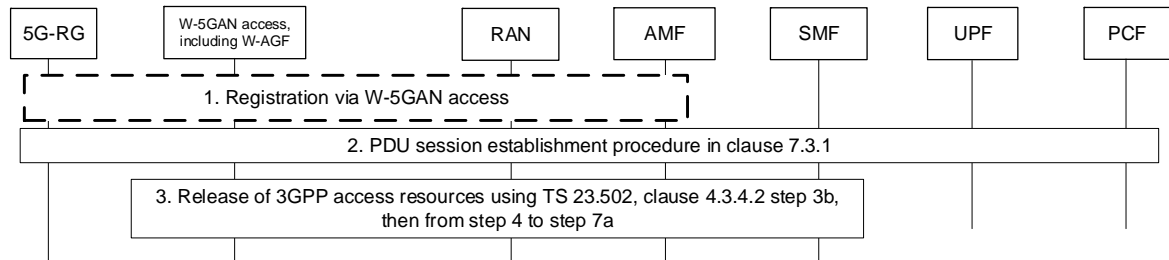 5G-RG
W-5GAN access,
including W-AGF
RAN
AMF
SMF
UPF
PCF
1. Registration via W-5GAN access
2. PDU session establishment procedure in clause 7.3.1
3. Release of 3GPP access resources using TS 23.502, clause 4.3.4.2 step 3b,
then from step 4 to step 7a